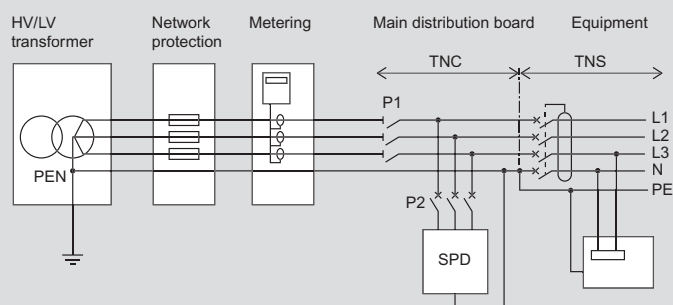 HV/LV
transformer
Network
protection
Metering
Main distribution board
Equipment
TNC
TNS
P1
L1
L2
L3
N
PE
PEN
P2
SPD